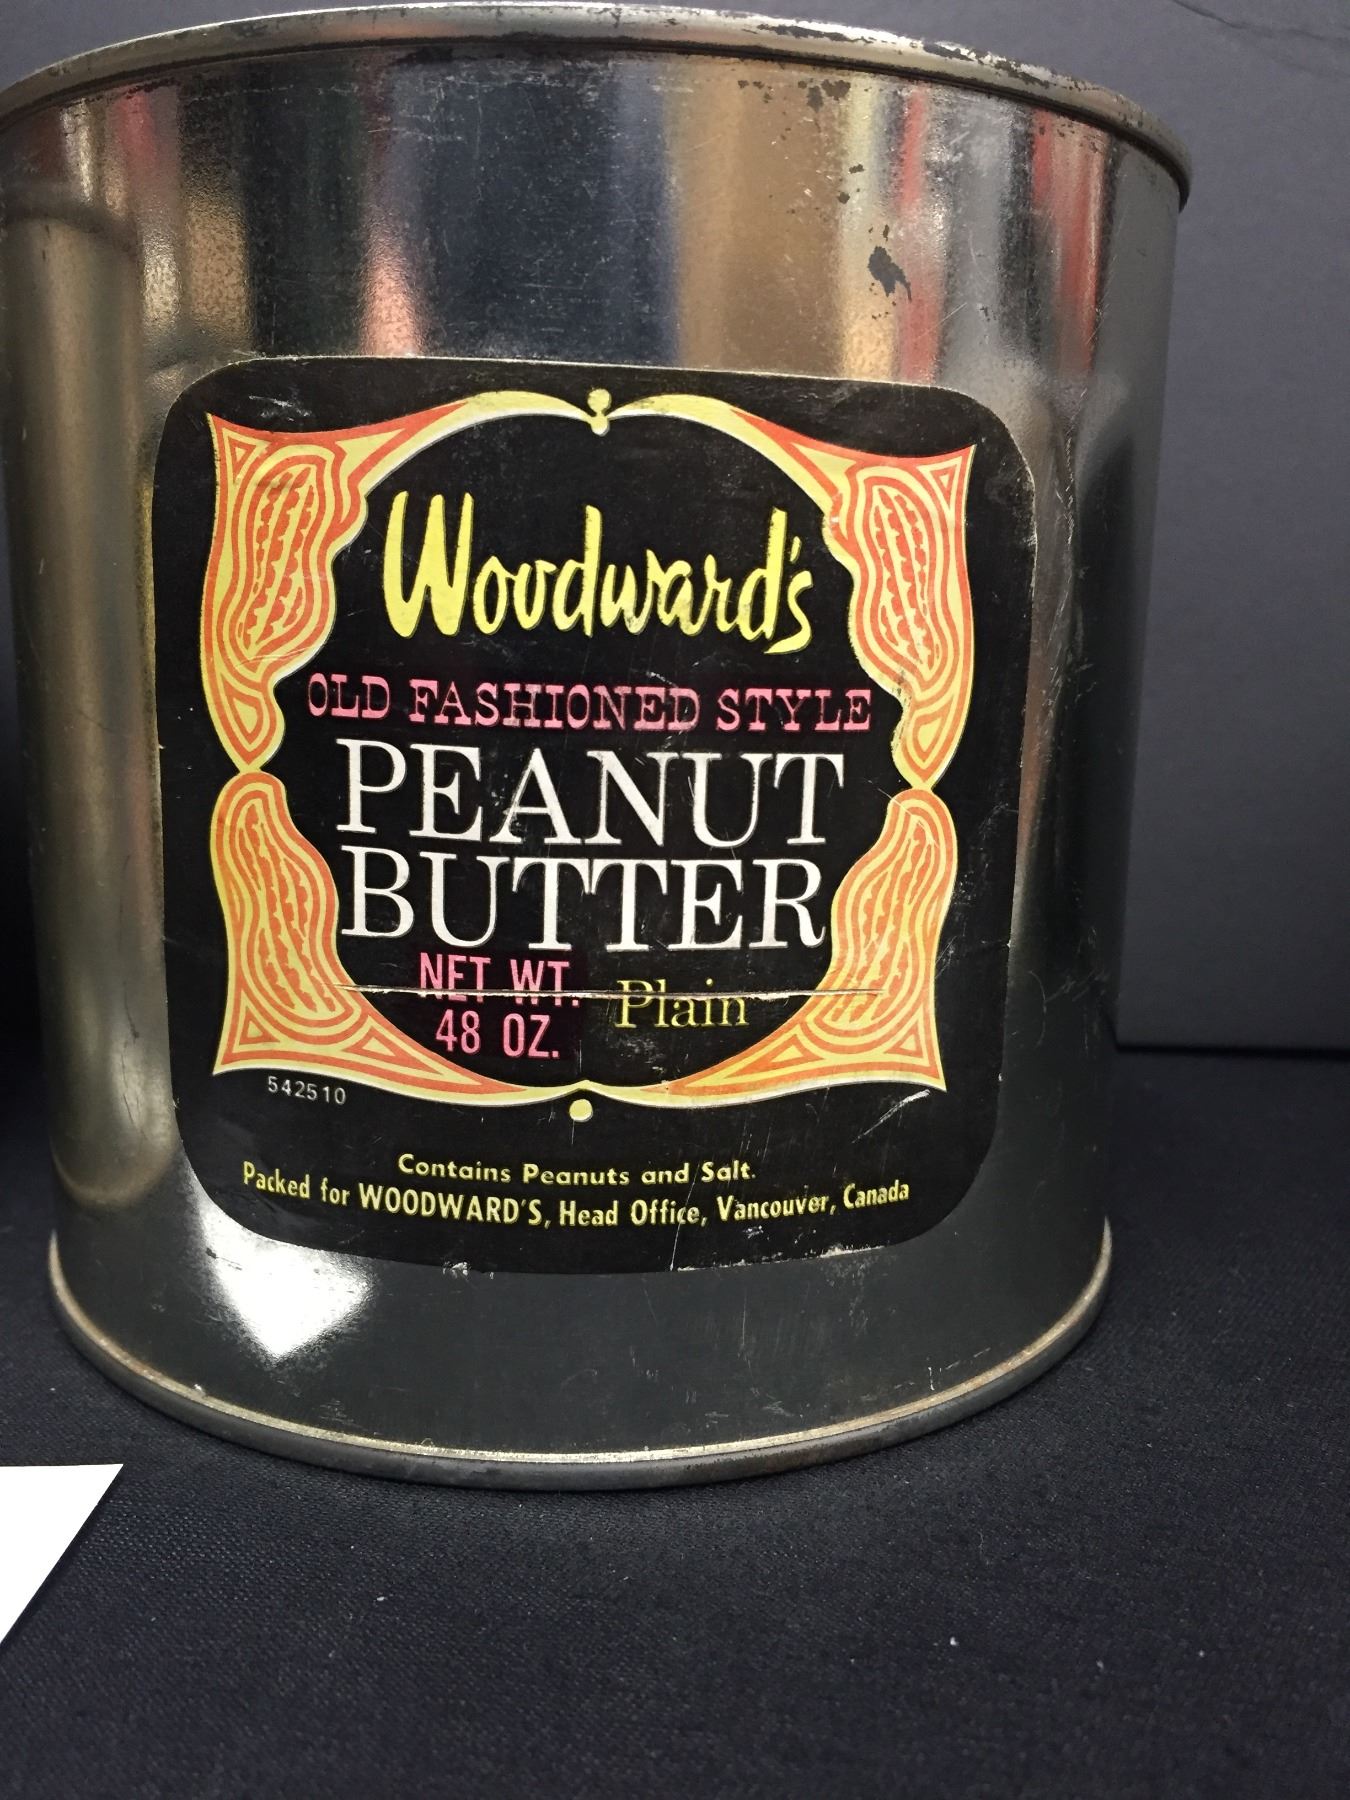 Woodward's
OLD FASHIONED STYLE
PEANUT
BUTTER
NET WT.
48 OZ.
Plain
542510
Contains Peanuts and Salt.
Packed for WOODWARD'S, Head Office, Vancouver, Canada